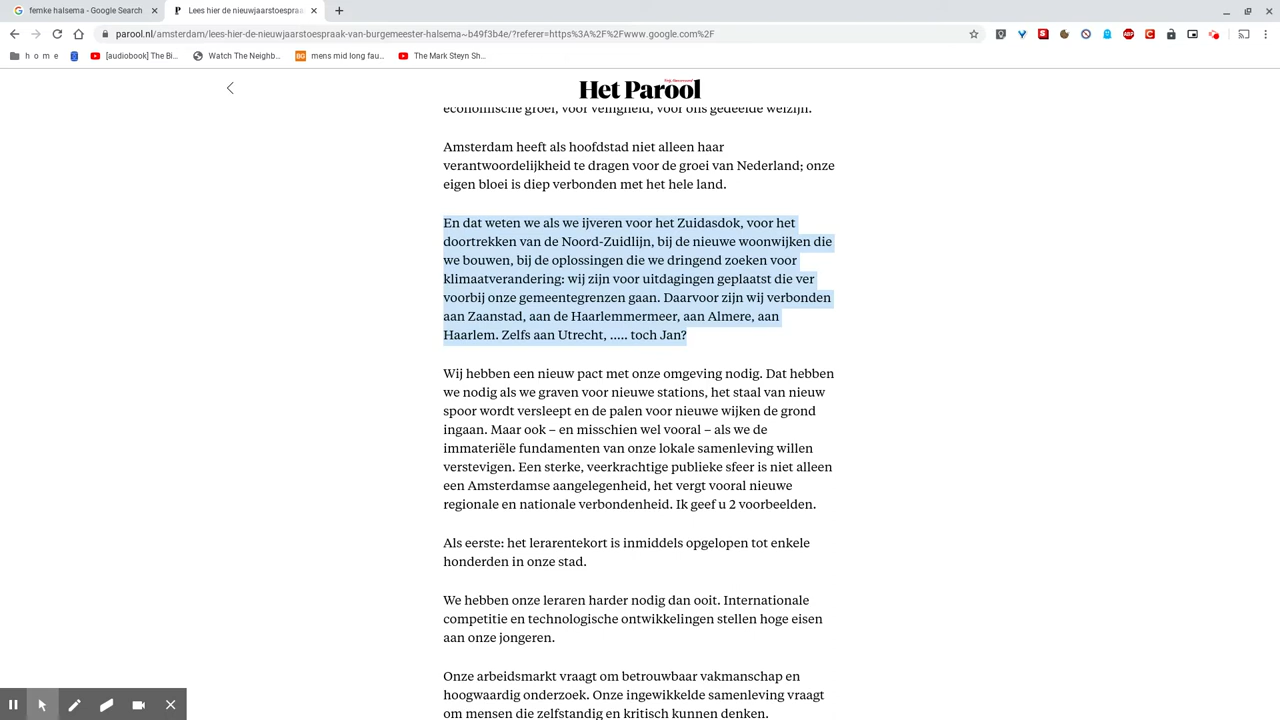 femke halsema - Google Search
Lees hier de nieuwjaarstoespra
parool.nl/amsterdam/lees-hier-de-nieuwjaarstoespraak-van-burgemeester-halsema~b49f3b4e/?referer=https%3A%2F%2Fwww.google.com%2F
h o m e
[audiobook] The Bi...
Watch The Neighb...
BG mens mid long fau...
The Mark Steyn Sh...
Het Parool
economische groei, voor veiligheid, voor ons gedeelde welzijn.
Amsterdam heeft als hoofdstad niet alleen haar
verantwoordelijkheid te dragen voor de groei van Nederland; onze
eigen bloei is diep verbonden met het hele land.
En dat weten we als we ijveren voor het Zuidasdok, voor het
doortrekken van de Noord-Zuidlijn, bij de nieuwe woonwijken die
we bouwen, bij de oplossingen die we dringend zoeken voor
klimaatverandering: wij zijn voor uitdagingen geplaatst die ver
voorbij onze gemeentegrenzen gaan. Daarvoor zijn wij verbonden
aan Zaanstad, aan de Haarlemmermeer, aan Almere, aan
Haarlem. Zelfs aan Utrecht, ..... toch Jan?
Wij hebben een nieuw pact met onze omgeving nodig. Dat hebben
we nodig als we graven voor nieuwe stations, het staal van nieuw
spoor wordt versleept en de palen voor nieuwe wijken de grond
ingaan. Maar ook – en misschien wel vooral – als we de
immateriële fundamenten van onze lokale samenleving willen
verstevigen. Een sterke, veerkrachtige publieke sfeer is niet alleen
een Amsterdamse aangelegenheid, het vergt vooral nieuwe
regionale en nationale verbondenheid. Ik geef u 2 voorbeelden.
Als eerste: het lerarentekort is inmiddels opgelopen tot enkele
honderden in onze stad.
We hebben onze leraren harder nodig dan ooit. Internationale
competitie en technologische ontwikkelingen stellen hoge eisen
aan onze jongeren.
Onze arbeidsmarkt vraagt om betrouwbaar vakmanschap en
hoogwaardig onderzoek. Onze ingewikkelde samenleving vraagt
om mensen die zelfstandig en kritisch kunnen denken.